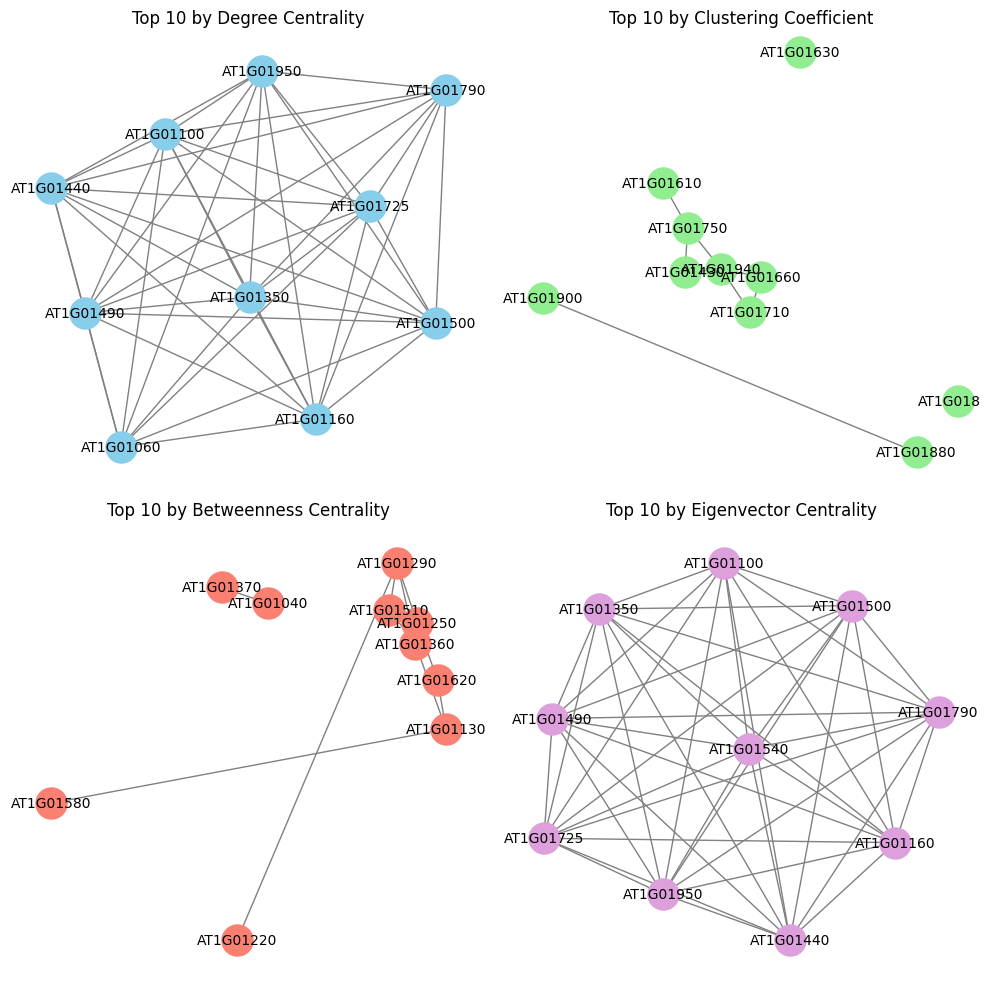 Top 10 by Degree Centrality
AT1G01950
AT1G01790
AT1G01100
AT1G01440
AT1G01725
AT1G01350
AT1G01490
AT1G01500
AT1G01160
AT1G01060
Top 10 by Clustering Coefficient
AT1G01630
AT1G01610
AT1G01750
AT1G01940
AT1G01660
AT1G01900
AT1G01710
AT1G018
AT1G01880
Top 10 by Betweenness Centrality
AT1G01290
AT1G01370
AT1G01040
AT1G01510
AT1G01250
AT1G01360
AT1G01620
AT1G01130
AT1G01580
AT1G01220
Top 10 by Eigenvector Centrality
AT1G01100
AT1G01350
AT1G01500
AT1G01790
AT1G01490
AT1G01540
AT1G01725
AT1G01160
AT1G01950
AT1G01440